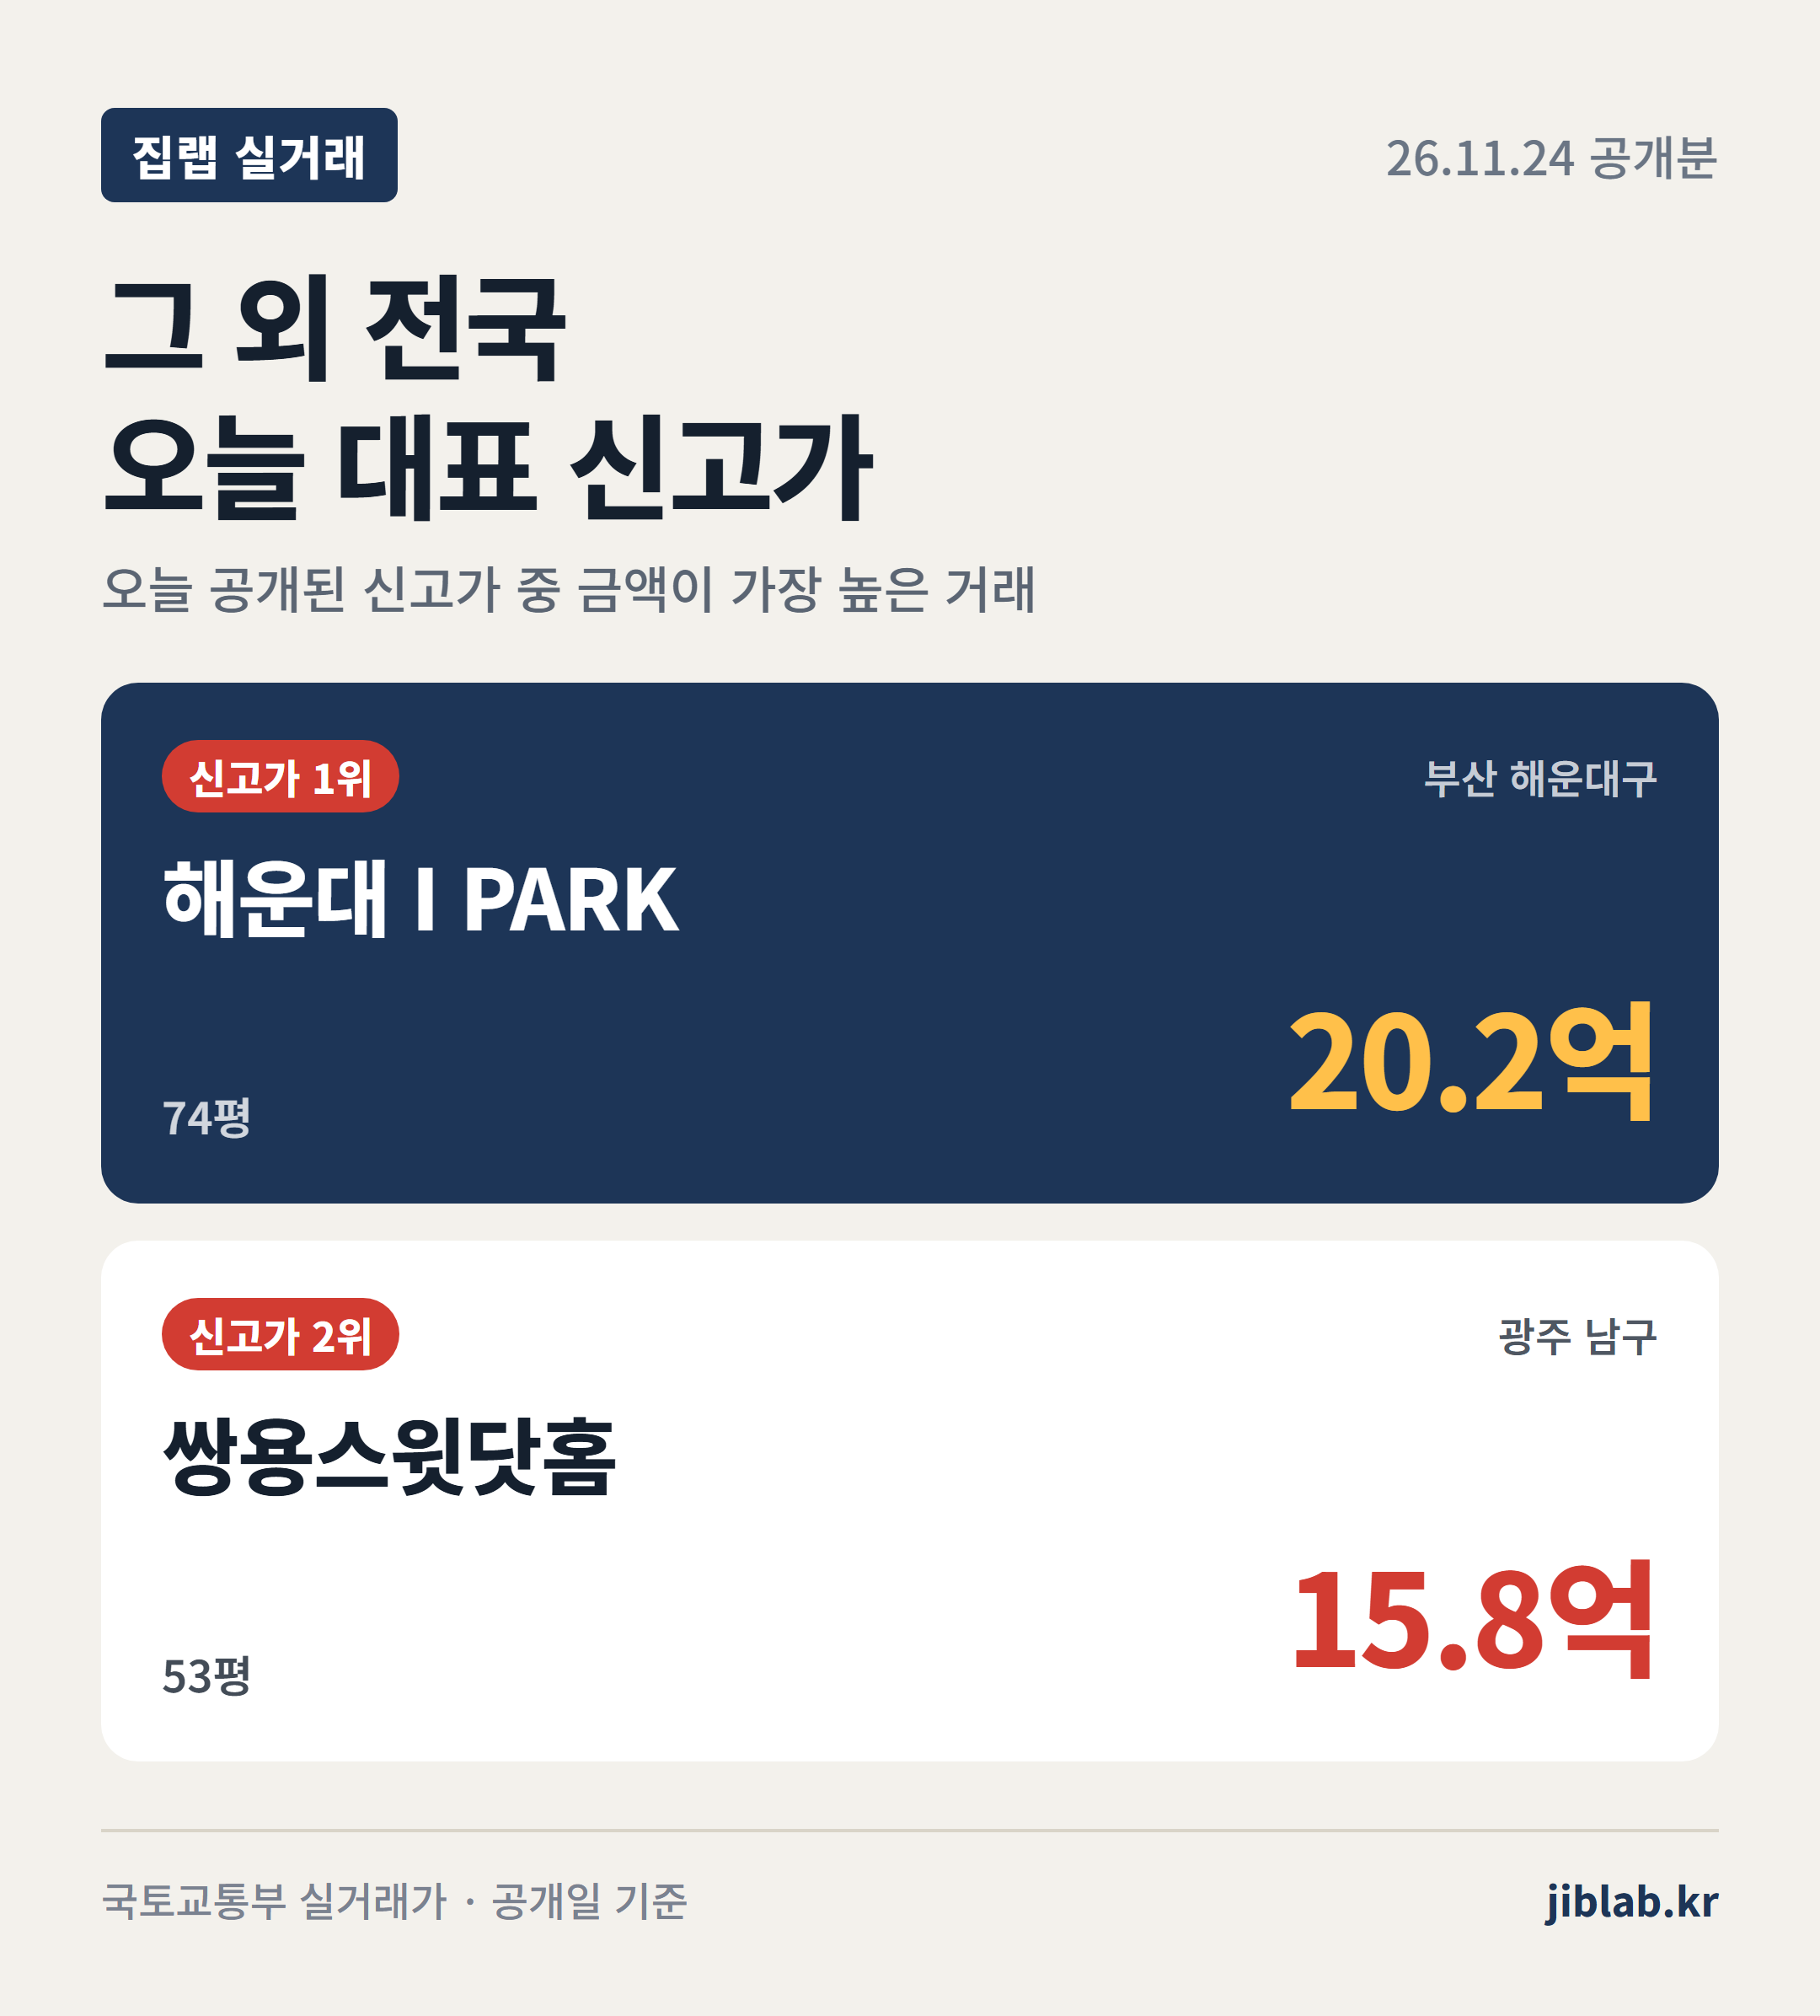 집랩 실거래
26.11.24 공개분
그 외 전국
오늘 대표 신고가
오늘 공개된 신고가 중 금액이 가장 높은 거래
신고가 1위
부산 해운대구
해운대 I PARK
20.2억
74평
신고가 2위
광주 남구
쌍용스윗닷홈
15.8억
53평
국토교통부 실거래가 · 공개일 기준
jiblab.kr